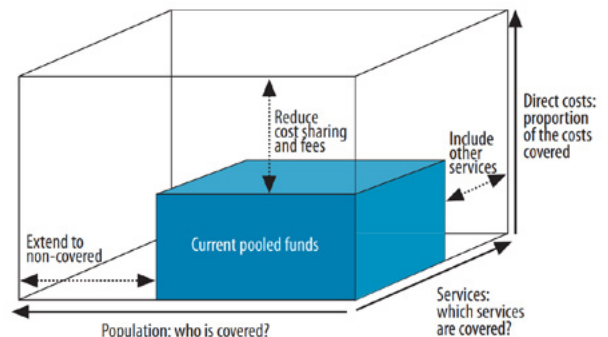 Reduce
cost sharing
and fees
Include
other
services
Direct costs:
proportion
of the costs
covered
Extend to
non-covered
Current pooled funds
Services:
which services
are covered?
Population: who is covered?